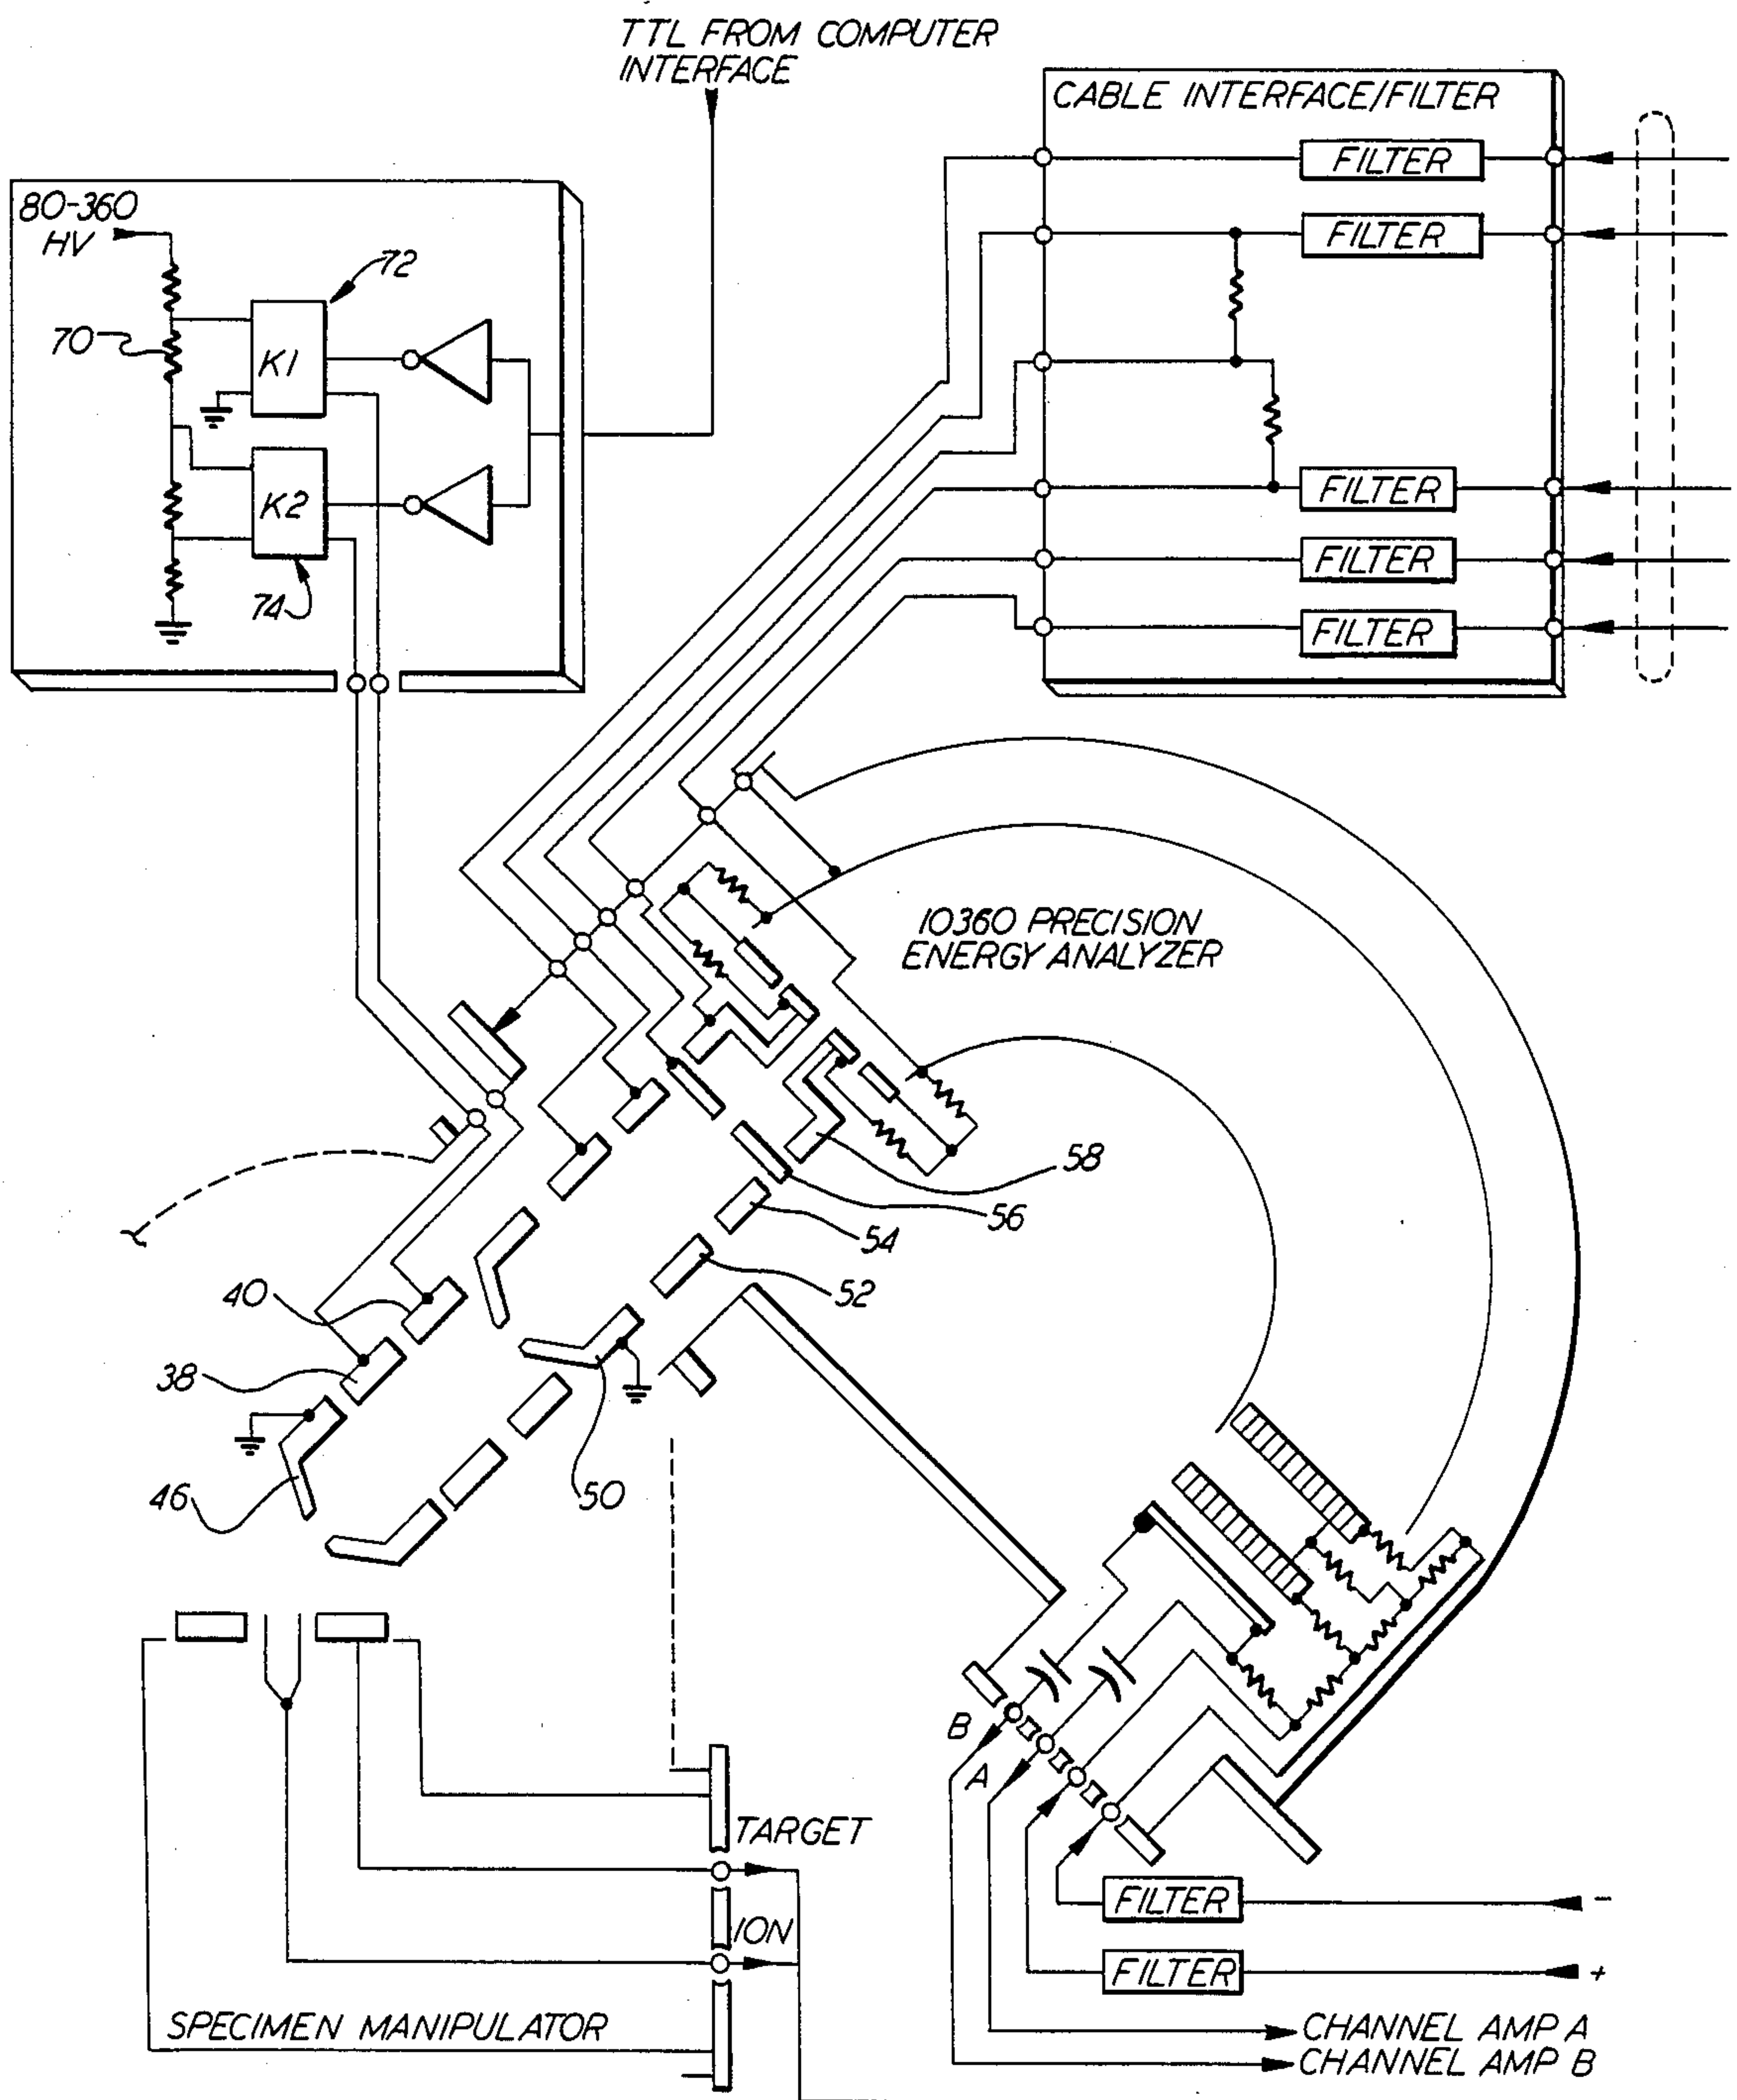 TTL FROM COMPUTER
INTERFACE
CABLE INTERFACE/FILTER
FILTER
FILTER
FILTER
FILTER
FILTER
80-360
HV
72
70
K1
K2
74
10360 PRECISION
ENERGY ANALYZER
58
56
54
52
40
38
50
46
B
A
TARGET
ION
FILTER
-
FILTER
+
SPECIMEN MANIPULATOR
CHANNEL AMP A
CHANNEL AMP B